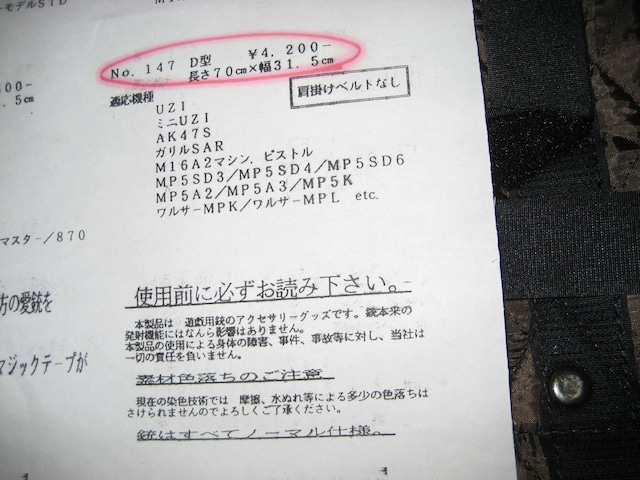 モデルSTD
No. 147 D型 ￥4，200-
長さ70㎝×幅31.5㎝
00-
.5㎝
肩掛けベルトなし
適応機種
UZI
ミニUZI
AK47S
ガリルSAR
M16A2マシン．ピストル
MP5SD3／MP5SD4／MP5SD6
MP5A2／MP5A3／MP5K
ワルサーMPK／ワルサーMPL etc.
マスター/870
使用前に必ずお読み下さい。
方の愛銃を
本製品は 遊戯用銃のアクセサリーグッズです。銃本来の
発射機能にはなんら影響はありません。
本製品の使用による身体の障害、事件、事故等に対し、当社は
一切の責任を負いません。
マジックテープが
素材色落ちのご注意
現在の染色技術では 摩擦、水ぬれ等による多少の色落ちは
さけられませんのでよろしくご了承ください。
銃はすべてノーマル仕様。